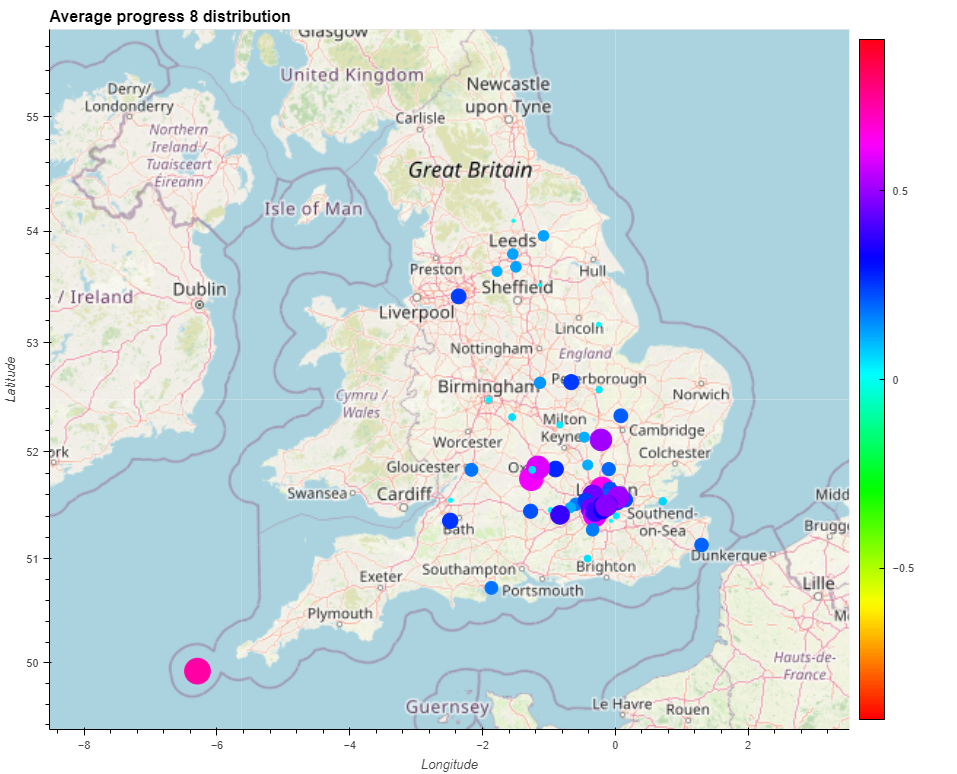 Average progress 8 distribution
Glasgow
United Kingdom
Newcastle
upon Tyne
Derry/
Londonderry
Carlisle
Northern
Ireland /
Tuaisceart
Éireann
Great Britain
Isle of Man
Leeds
Preston
Hull
/ Ireland
Dublin
Sheffield
Liverpool
Lincoln
Nottingham
England
Peterborough
Birmingham
Norwich
Cymru /
Wales
Milton
Keynes
Cambridge
Worcester
Colchester
Gloucester
Ox
ork
Swansea
Cardiff
L
n
Southend-
on-Sea
Bath
Midd
Brugge
Dunkerque
Southampton
Brighton
Exeter
Portsmouth
Lille
Plymouth
Hauts-de-
France
Guernsey
Le Havre
Rouen
55
54
53
52
51
50
Latitude
−8
−6
−4
−2
0
2
Longitude
0.5
0
−0.5